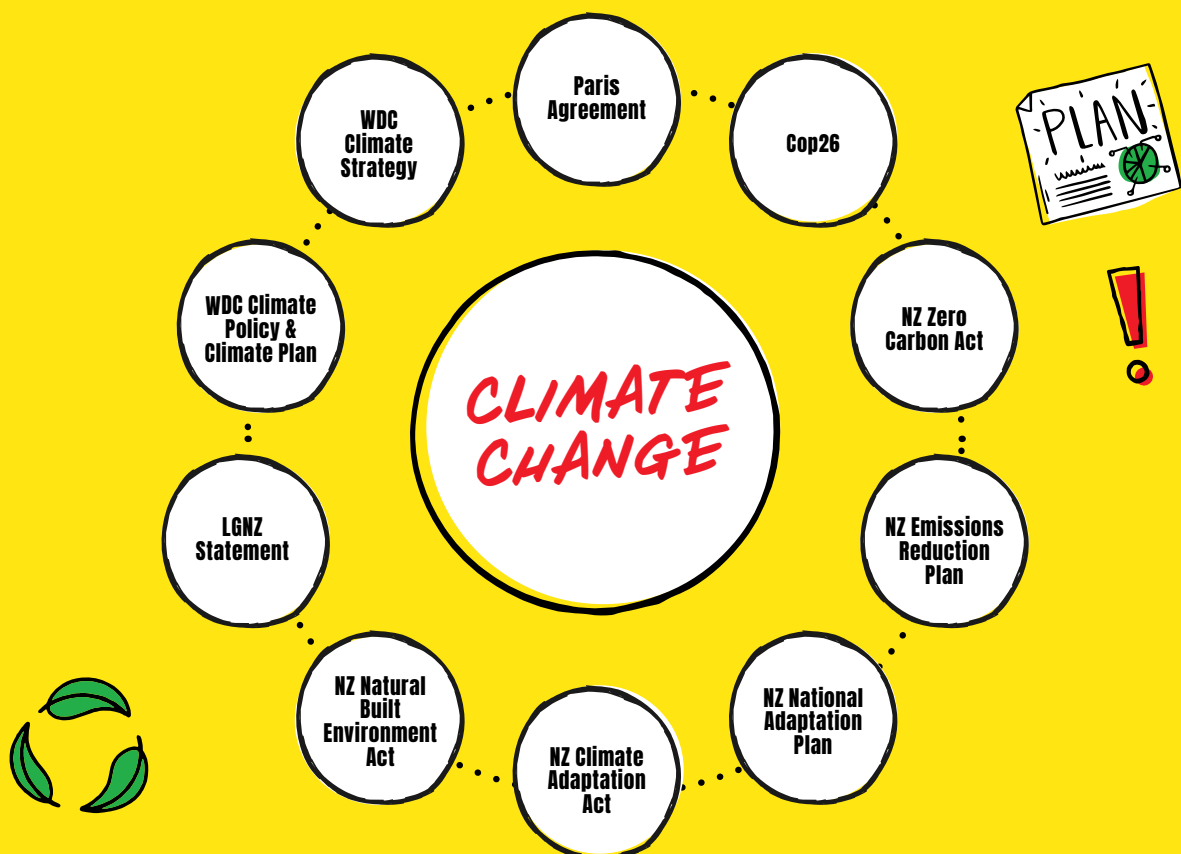 Paris
Agreement
Cop26
NZ Zero
Carbon Act
NZ Emissions
Reduction
Plan
NZ National
Adaptation
Plan
NZ Climate
Adaptation
Act
NZ Natural
Built
Environment
Act
LGNZ
Statement
WDC Climate
Policy &
Climate Plan
WDC
Climate
Strategy
CLIMATE
CHANGE
PLAN